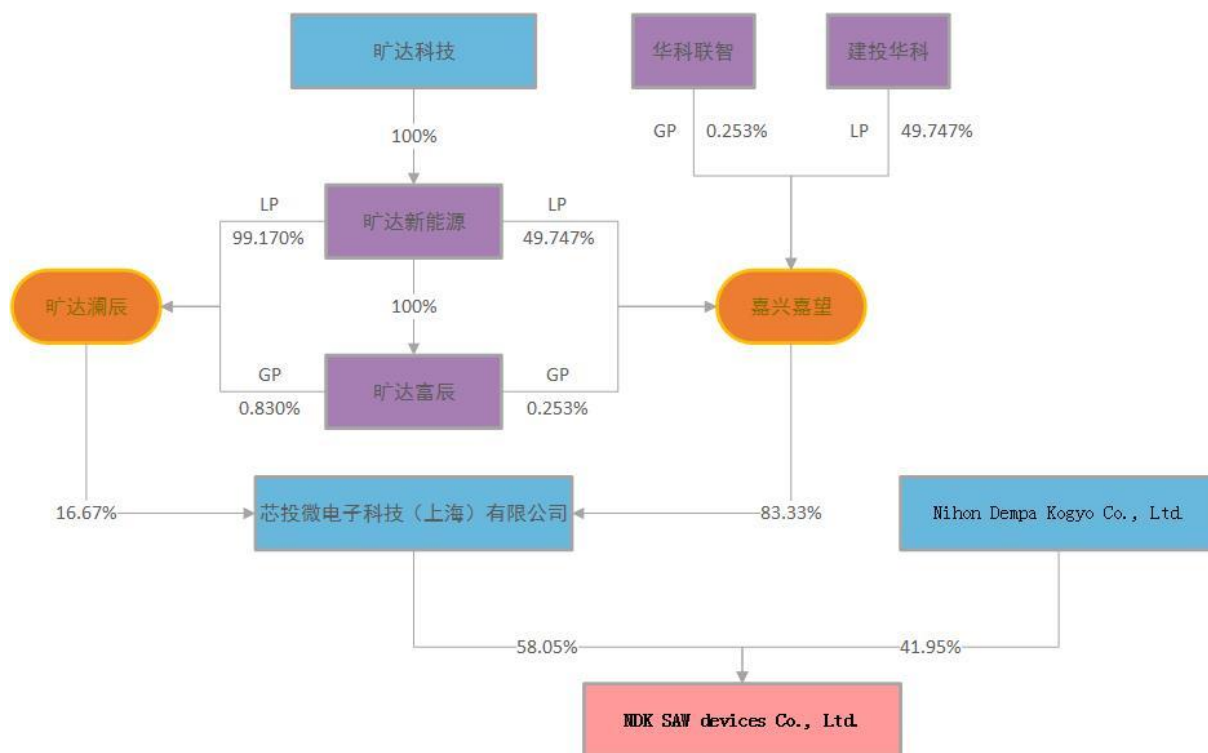 旷达科技
华科联智
建投华科
GP 0.253%
LP 49.747%
100%
LP
99.170%
旷达新能源
LP
49.747%
旷达澜辰
100%
嘉兴嘉望
GP
0.830%
旷达富辰
GP
0.253%
16.67%
芯投微电子科技（上海）有限公司
83.33%
Nihon Dempa Kogyo Co., Ltd.
58.05%
41.95%
NDK SAW devices Co., Ltd.